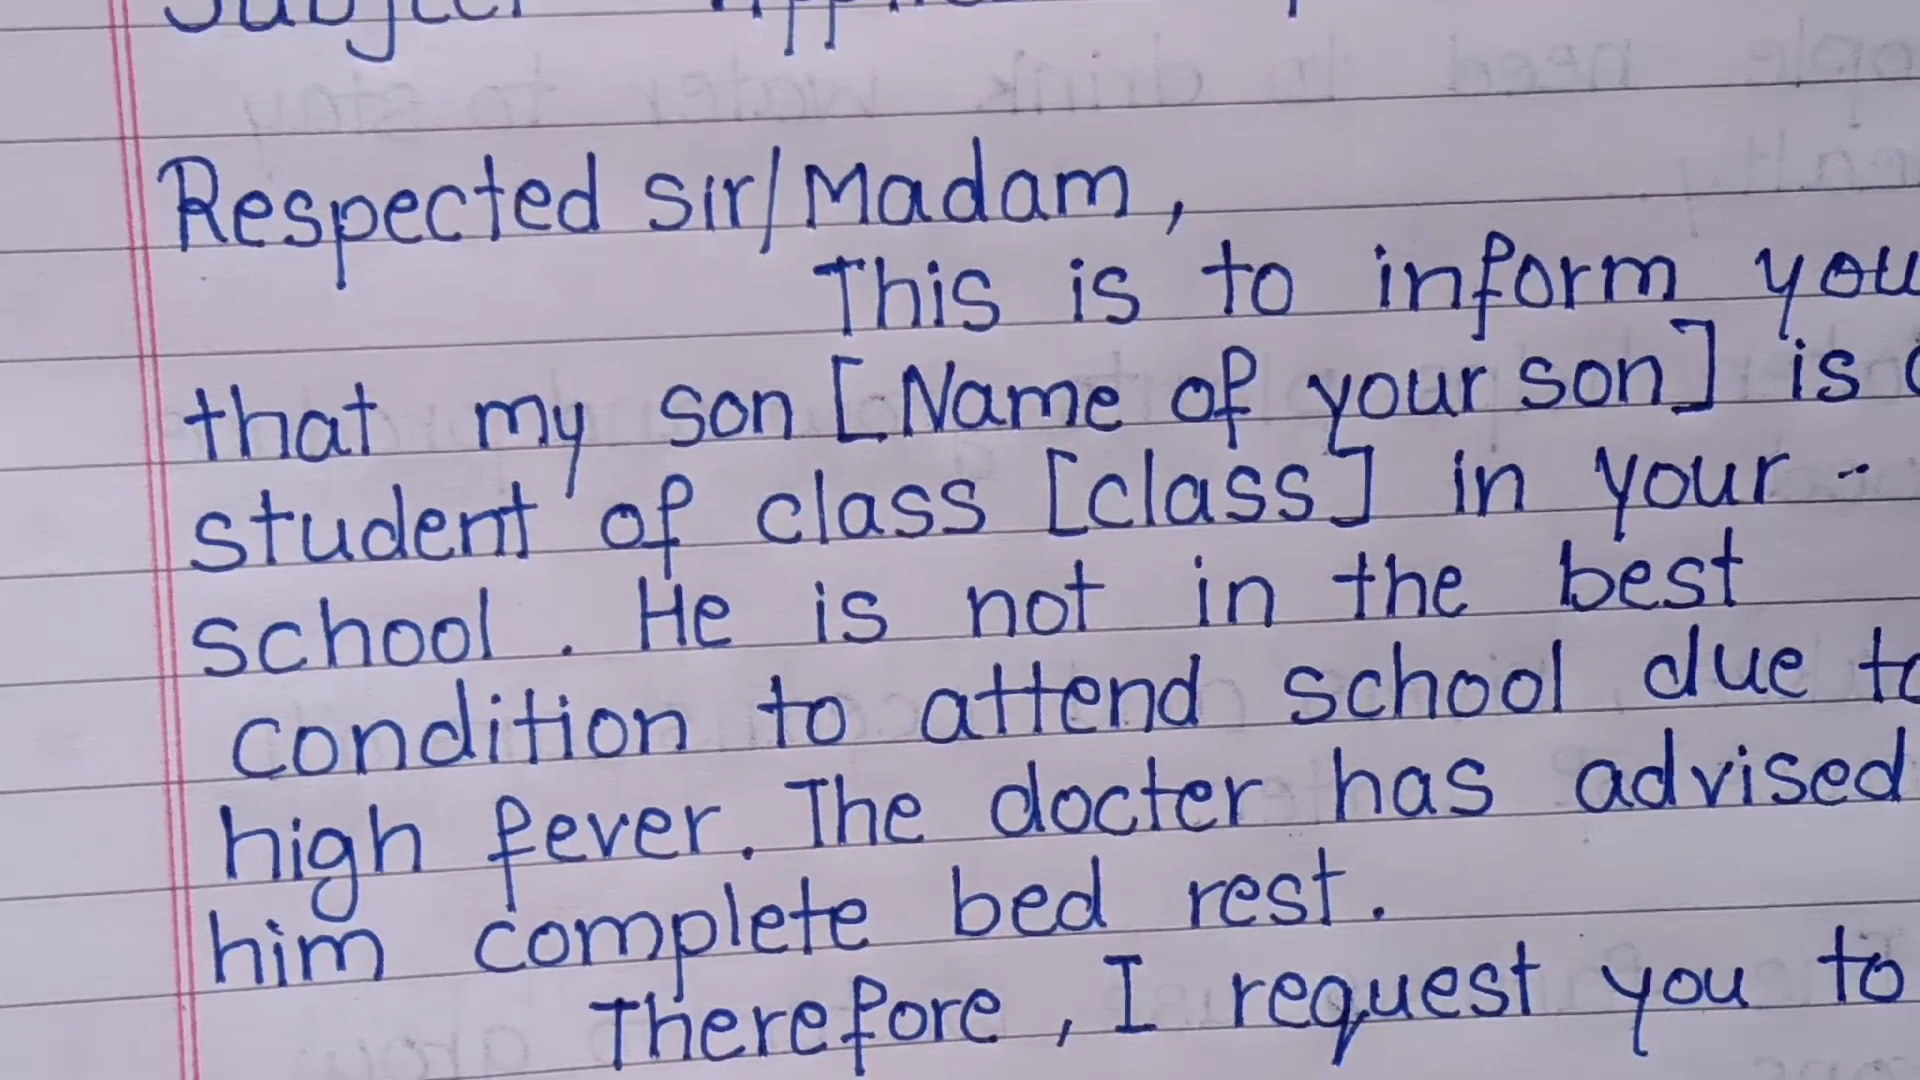 Subject
Respected Sir/Madam,
This is to inform you
that my son [Name of your son] is
student of class [class] in your -
school. He is not in the best
condition to attend school due to
high fever. The docter has advised
him complete bed rest.
Therefore, I request you to